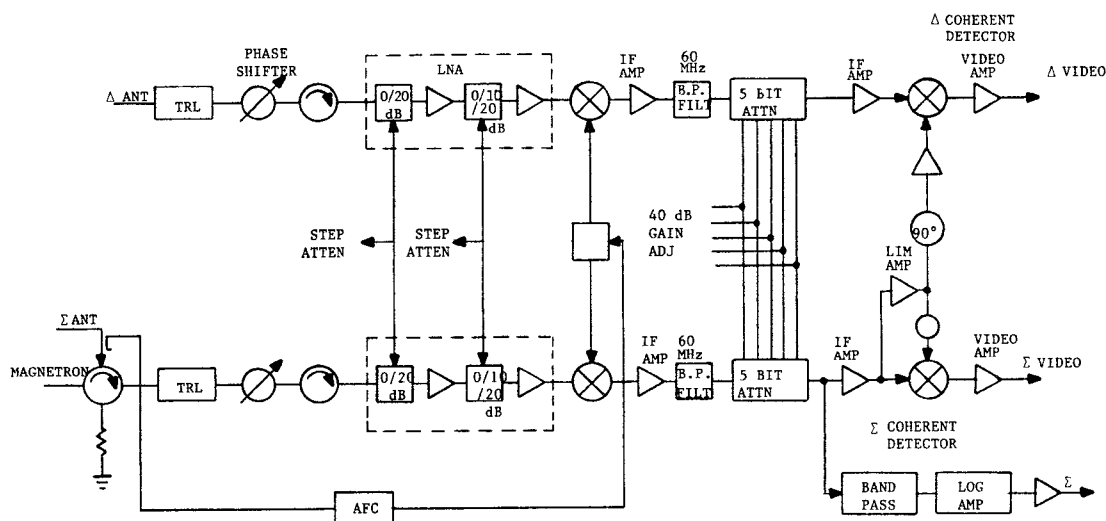 Δ COHERENT
DETECTOR
PHASE
SHIFTER
LNA
IF
AMP
60
MHz
IF
AMP
VIDEO
AMP
Δ VIDEO
Δ ANT
TRL
0/20
dB
0/10
/20
dB
B.P.
FILT
5 BIT
ATTN
STEP
ATTEN
STEP
ATTEN
40 dB
GAIN
ADJ
90°
LIM
AMP
Σ ANT
MAGNETRON
TRL
0/20
dB
0/10
/20
dB
IF
AMP
60
MHz
B.P.
FILT
5 BIT
ATTN
IF
AMP
VIDEO
AMP
Σ VIDEO
Σ COHERENT
DETECTOR
AFC
BAND
PASS
LOG
AMP
Σ